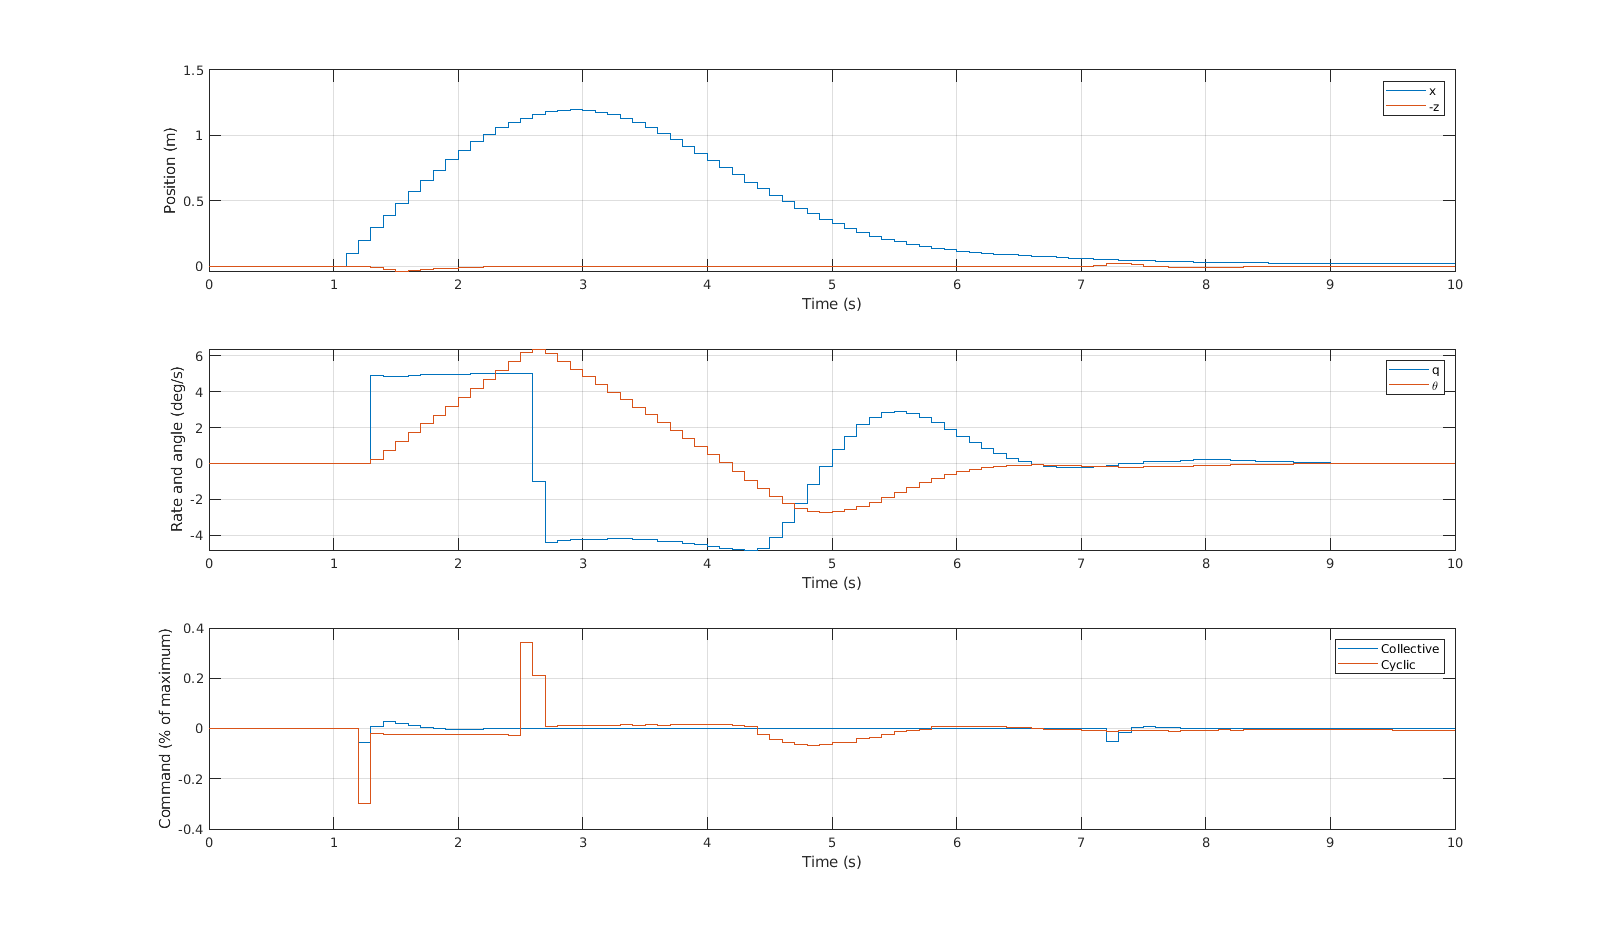 Position (m)
1.5
1
0.5
0
x
-z
0 1 2 3 4 5 6 7 8 9 10
Time (s)
Rate and angle (deg/s)
6
4
2
0
-2
-4
q
θ
0 1 2 3 4 5 6 7 8 9 10
Time (s)
Command (% of maximum)
0.4
0.2
0
-0.2
-0.4
Collective
Cyclic
0 1 2 3 4 5 6 7 8 9 10
Time (s)